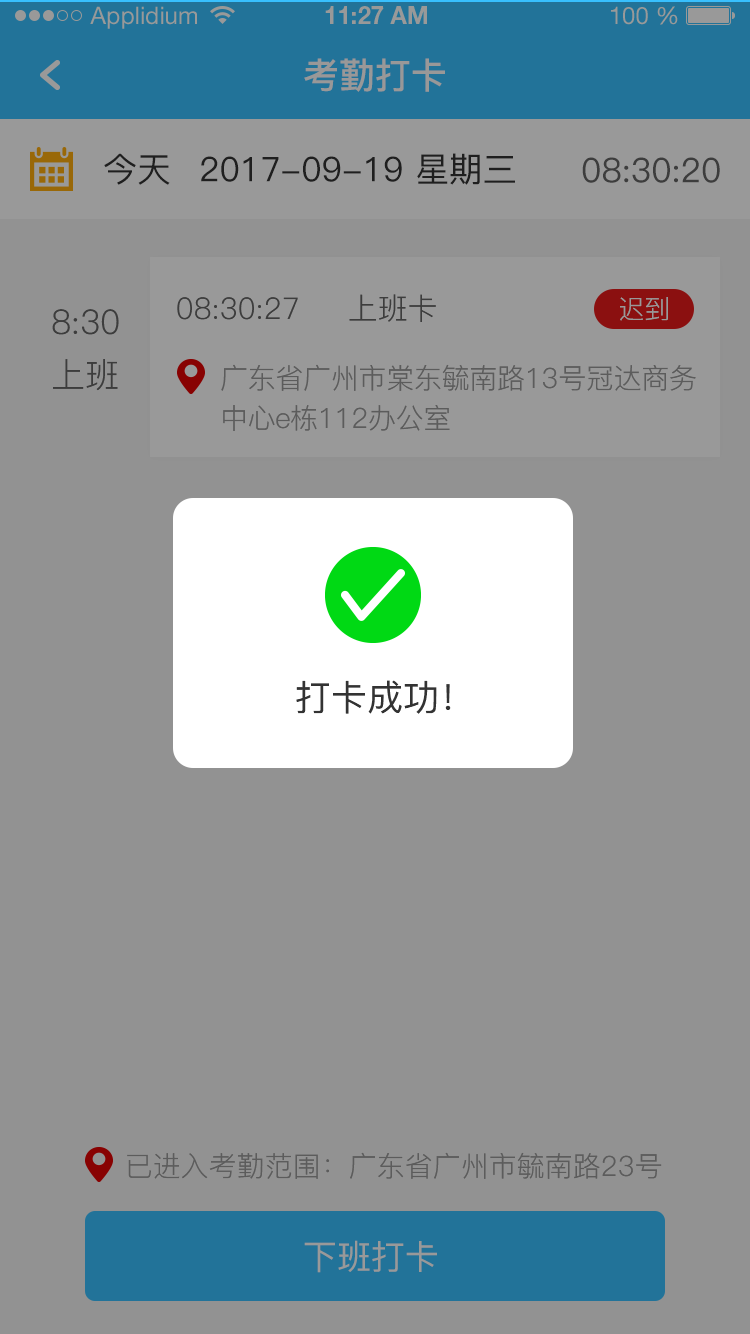 Applidium 11:27 AM 100 %
考勤打卡
今天 2017-09-19 星期三 08:30:20
8:30
上班
08:30:27 上班卡 迟到
广东省广州市棠东毓南路13号冠达商务
中心e栋112办公室
打卡成功!
已进入考勤范围：广东省广州市毓南路23号
下班打卡